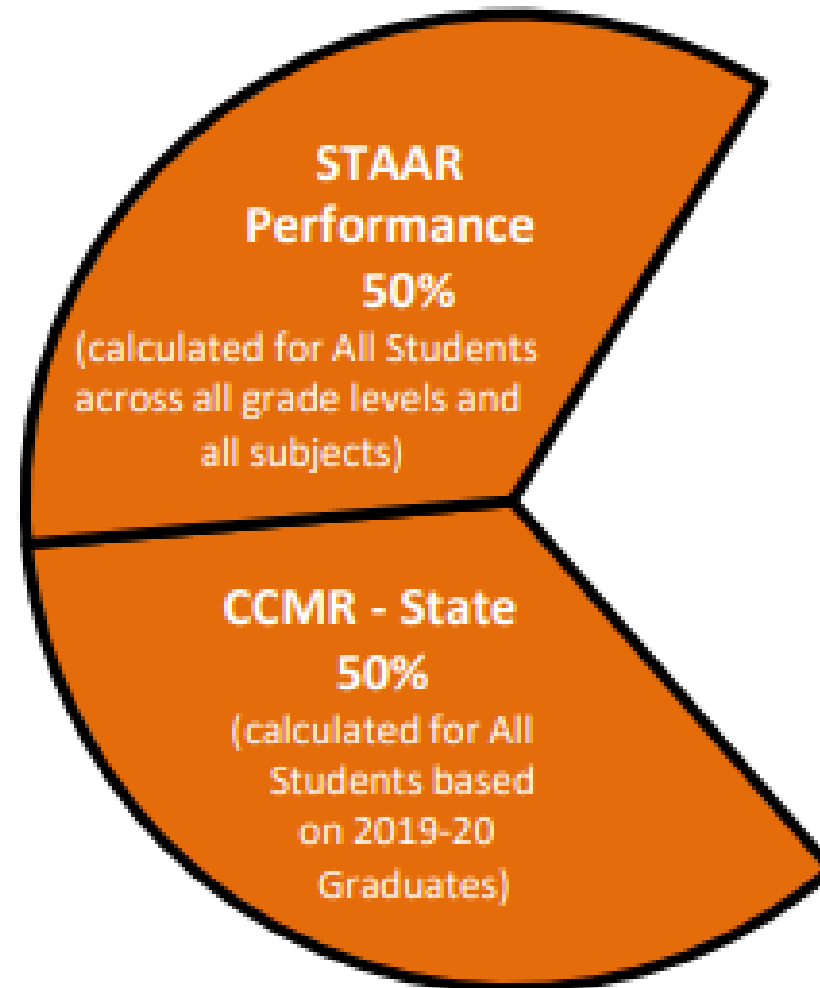 STAAR
Performance
50%
(calculated for All Students
across all grade levels and
all subjects)
CCMR - State
50%
(calculated for All
Students based
on 2019-20
Graduates)